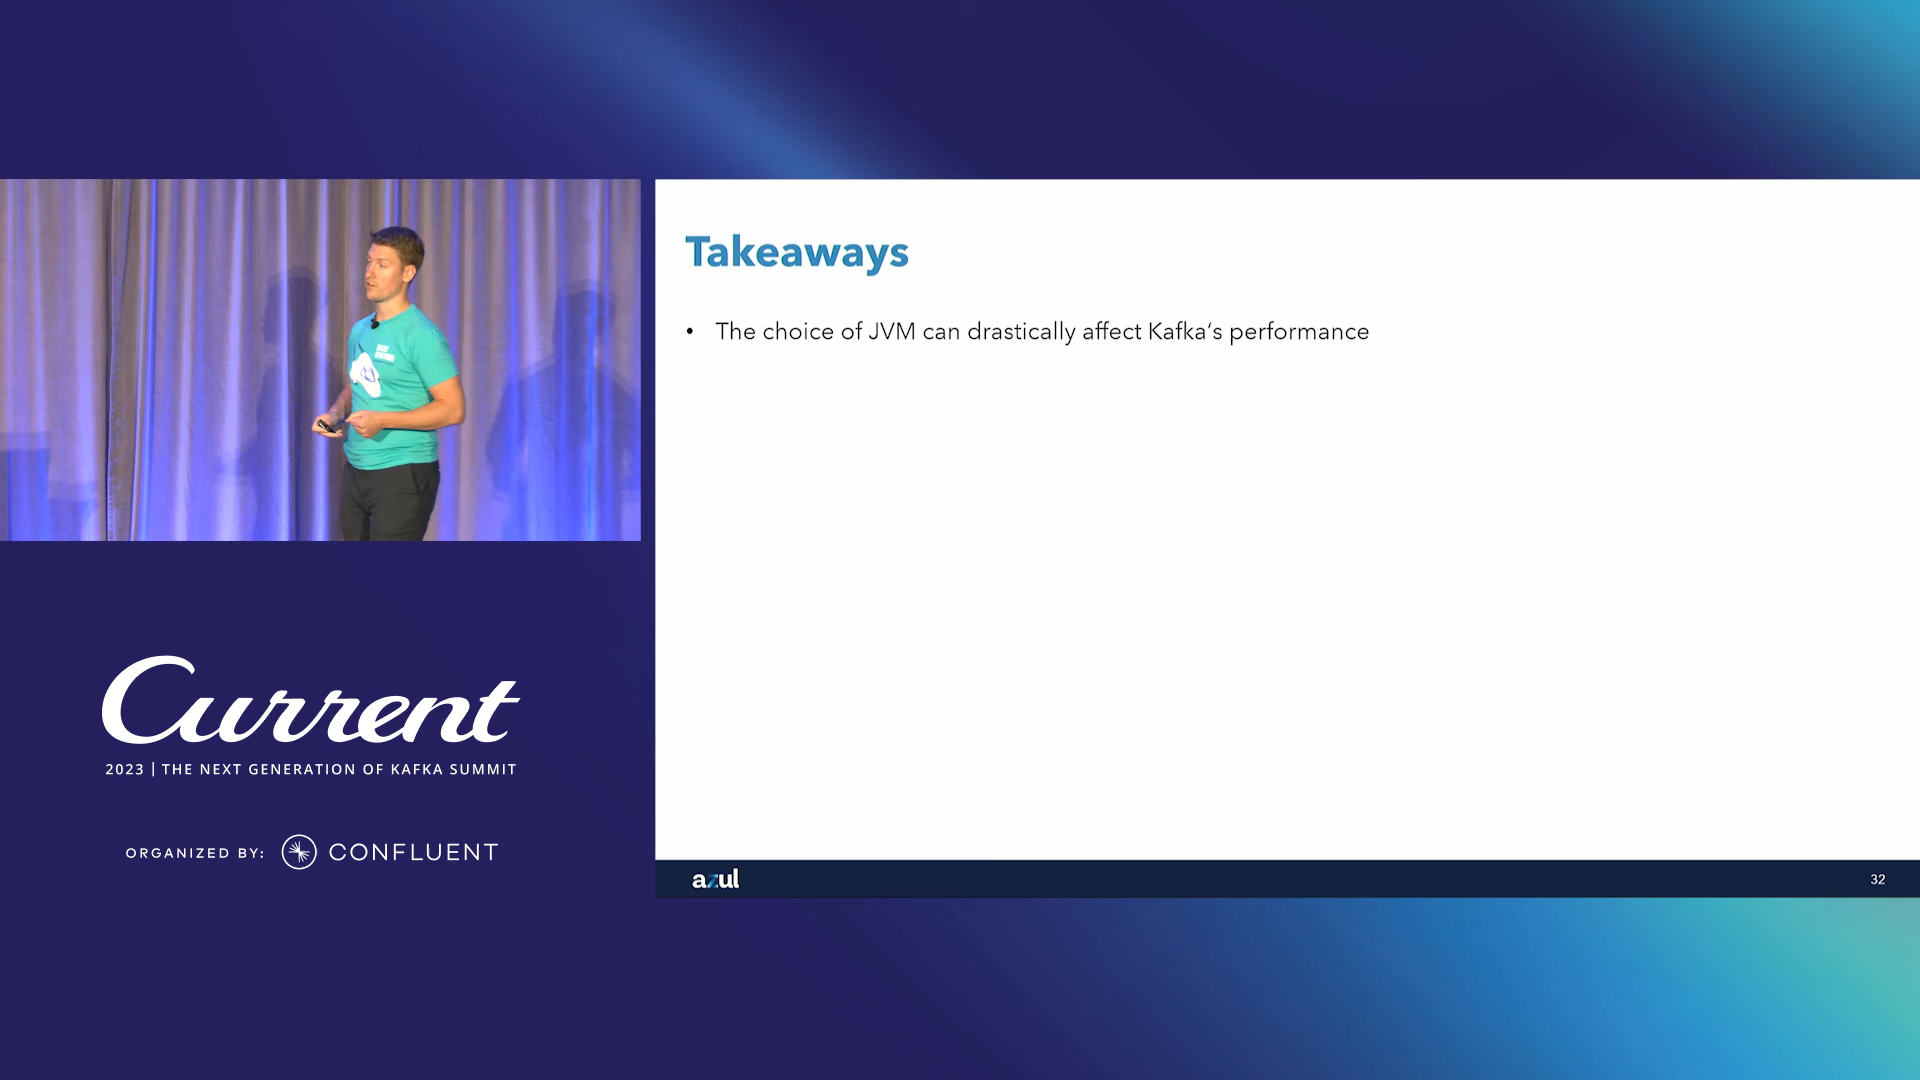 Takeaways
• The choice of JVM can drastically affect Kafka‘s performance
Current
2023 | THE NEXT GENERATION OF KAFKA SUMMIT
ORGANIZED BY: CONFLUENT
azul
32